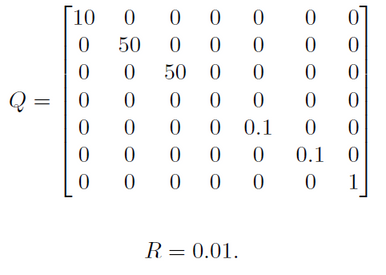 10 0 0 0 0 0 0
0 50 0 0 0 0 0
0 0 50 0 0 0 0
Q = 0 0 0 0 0 0 0
0 0 0 0 0.1 0 0
0 0 0 0 0 0.1 0
0 0 0 0 0 0 1
R = 0.01.